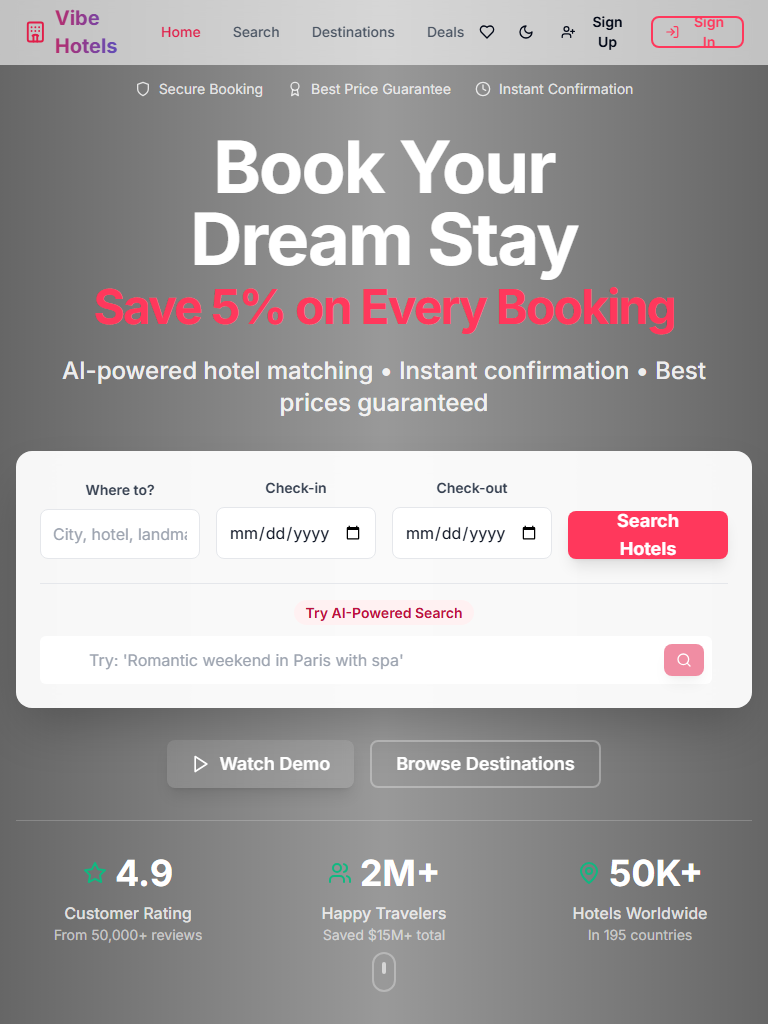 Vibe
Hotels
Home
Search
Destinations
Deals
Sign
Up
Sign
In
Secure Booking
Best Price Guarantee
Instant Confirmation
Book Your
Dream Stay
Save 5% on Every Booking
AI-powered hotel matching • Instant confirmation • Best
prices guaranteed
Where to?
Check-in
Check-out
City, hotel, landma
mm/dd/yyyy
mm/dd/yyyy
Search
Hotels
Try AI-Powered Search
Try: 'Romantic weekend in Paris with spa'
Watch Demo
Browse Destinations
4.9
2M+
50K+
Customer Rating
Happy Travelers
Hotels Worldwide
From 50,000+ reviews
Saved $15M+ total
In 195 countries